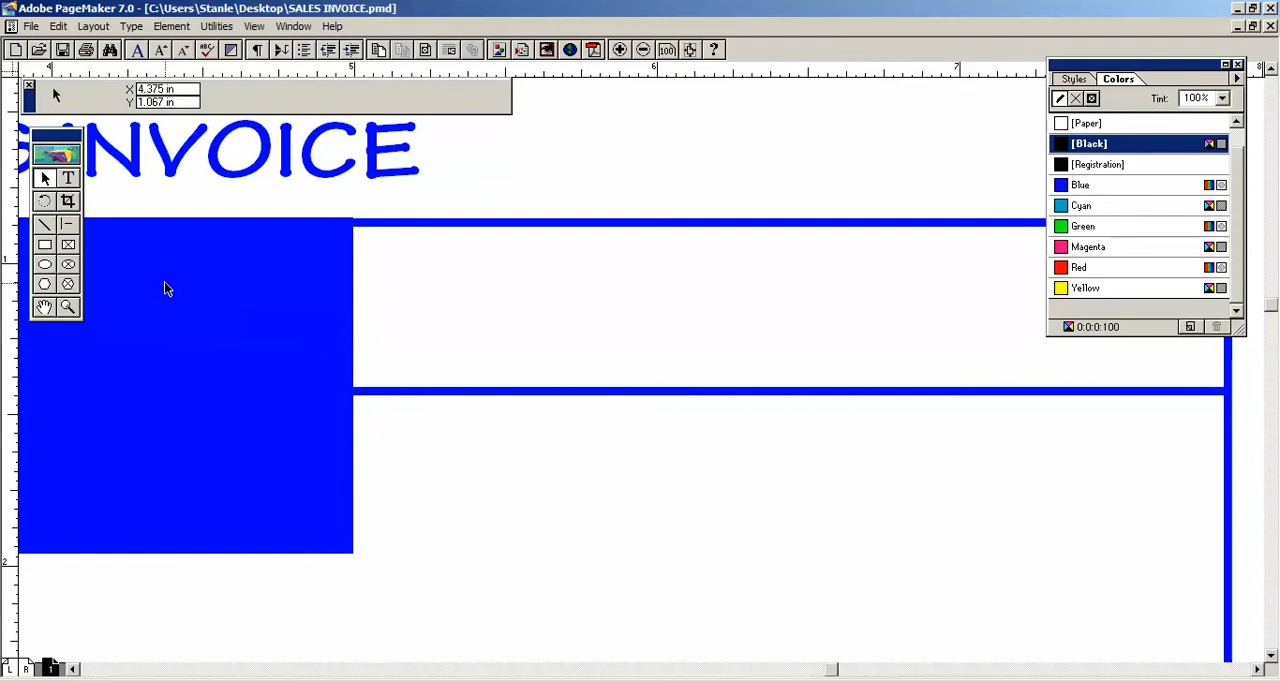 Adobe PageMaker 7.0 - [C:\Users\Stanle\Desktop\SALES INVOICE.pmd]
File Edit Layout Type Element Utilities View Window Help
4 5 6 7 8
X 4.375 in
Y 1.067 in
S INVOICE
Styles Colors
Tint: 100%
[Paper]
[Black]
[Registration]
Blue
Cyan
Green
Magenta
Red
Yellow
0:0:0:100
T
1
2
L R 1